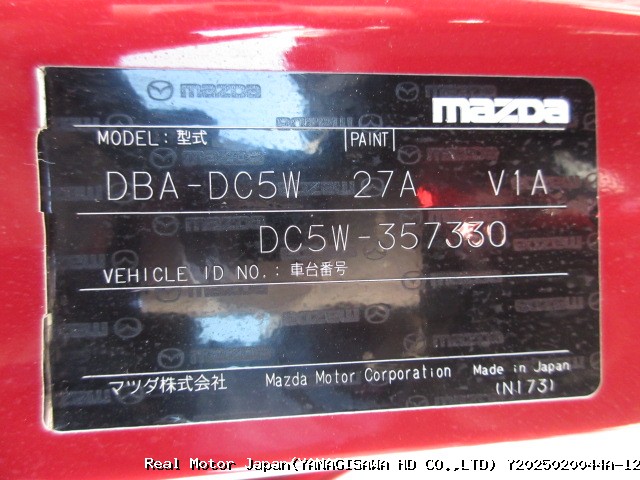 mazda
MODEL: 型式 |PAINT|
DBA-DC5W 27A V1A
DC5W-357330
VEHICLE ID NO.: 車台番号
マツダ株式会社 Mazda Motor Corporation Made in Japan
(N173)
Real Motor Japan(YANAGISAWA HD CO.,LTD) Y20250200444A-12